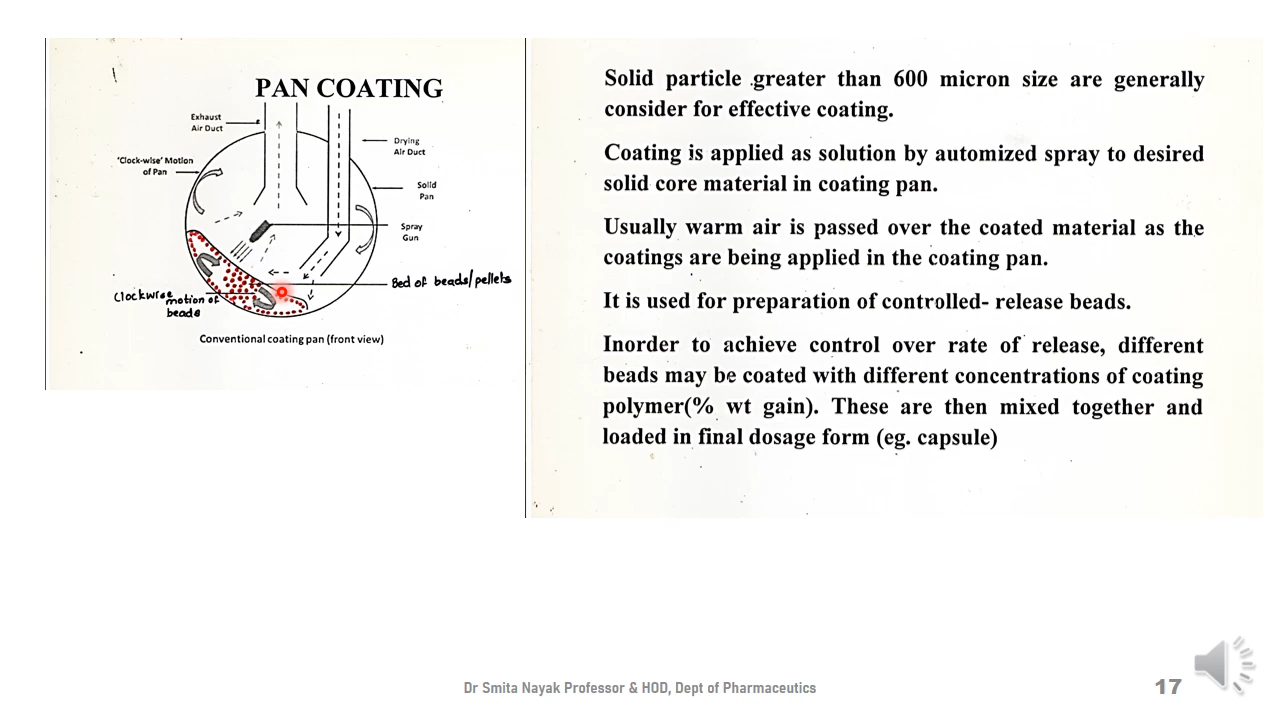 PAN COATING
Exhaust
Air Duct
Drying
Air Duct
'Clock-wise' Motion
of Pan
Solid
Pan
Spray
Gun
Bed of beads/pellets
Clockwise
motion of
beads
Conventional coating pan (front view)
Solid particle greater than 600 micron size are generally
consider for effective coating.
Coating is applied as solution by automized spray to desired
solid core material in coating pan.
Usually warm air is passed over the coated material as the
coatings are being applied in the coating pan.
It is used for preparation of controlled- release beads.
Inorder to achieve control over rate of release, different
beads may be coated with different concentrations of coating
polymer(% wt gain). These are then mixed together and
loaded in final dosage form (eg. capsule)
Dr Smita Nayak Professor & HOD, Dept of Pharmaceutics
17